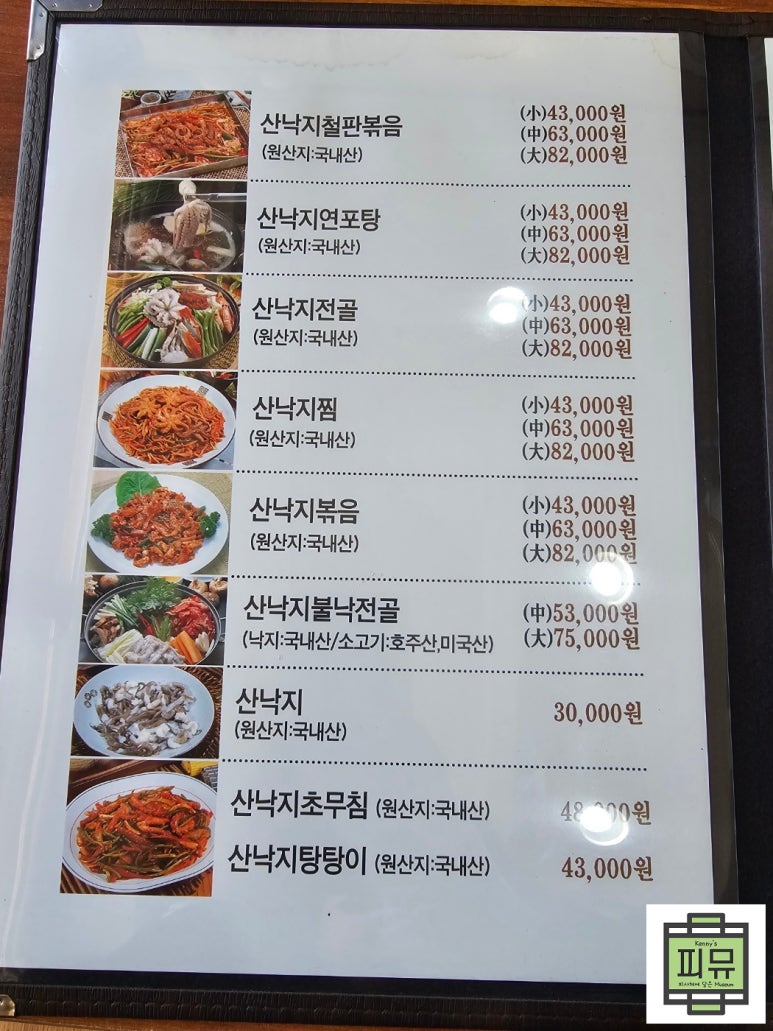 산낙지철판볶음
(원산지:국내산)
(小)43,000원
(中)63,000원
(大)82,000원
산낙지연포탕
(원산지:국내산)
(小)43,000원
(中)63,000원
(大)82,000원
산낙지전골
(원산지:국내산)
(小)43,000원
(中)63,000원
(大)82,000원
산낙지찜
(원산지:국내산)
(小)43,000원
(中)63,000원
(大)82,000원
산낙지볶음
(원산지:국내산)
(小)43,000원
(中)63,000원
(大)82,000원
산낙지불낙전골
(낙지:국내산/소고기:호주산,미국산)
(中)53,000원
(大)75,000원
산낙지
(원산지:국내산)
30,000원
산낙지초무침 (원산지:국내산) 48,000원
산낙지탕탕이 (원산지:국내산) 43,000원
Kenny's
피뮤
Museum